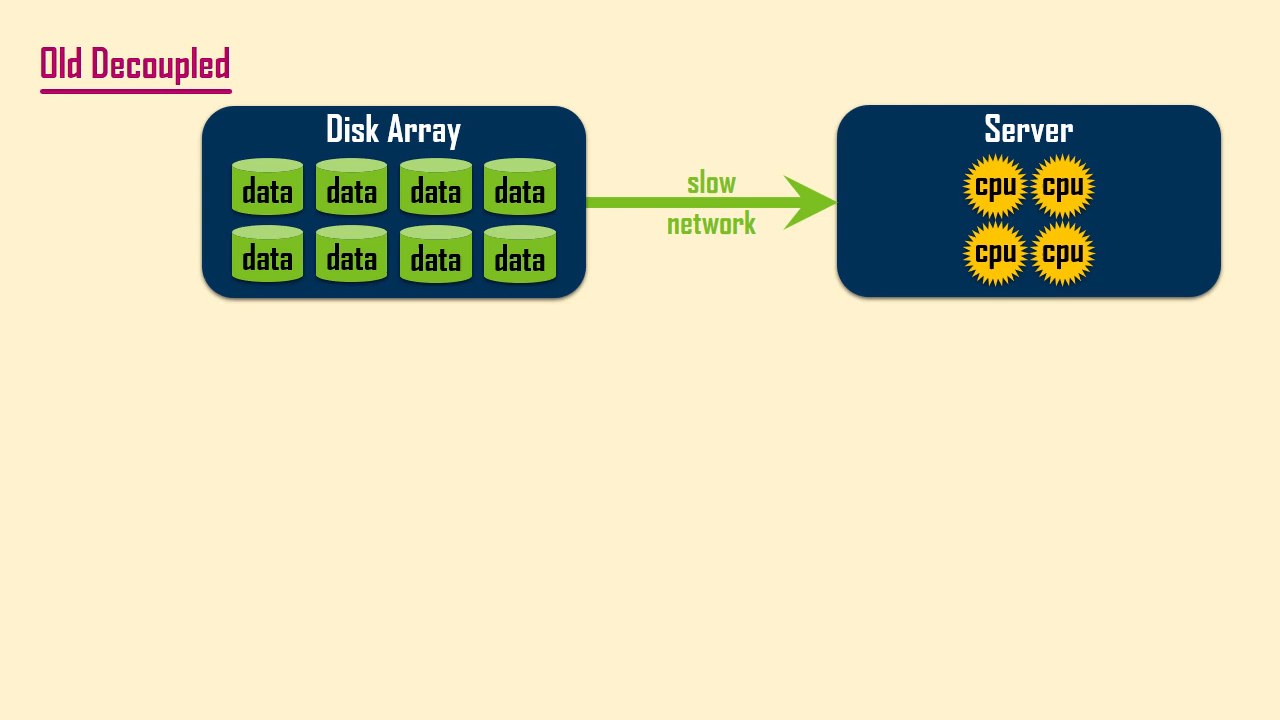 Old Decoupled
Disk Array
data data data data
data data data data
slow
network
Server
cpu cpu
cpu cpu